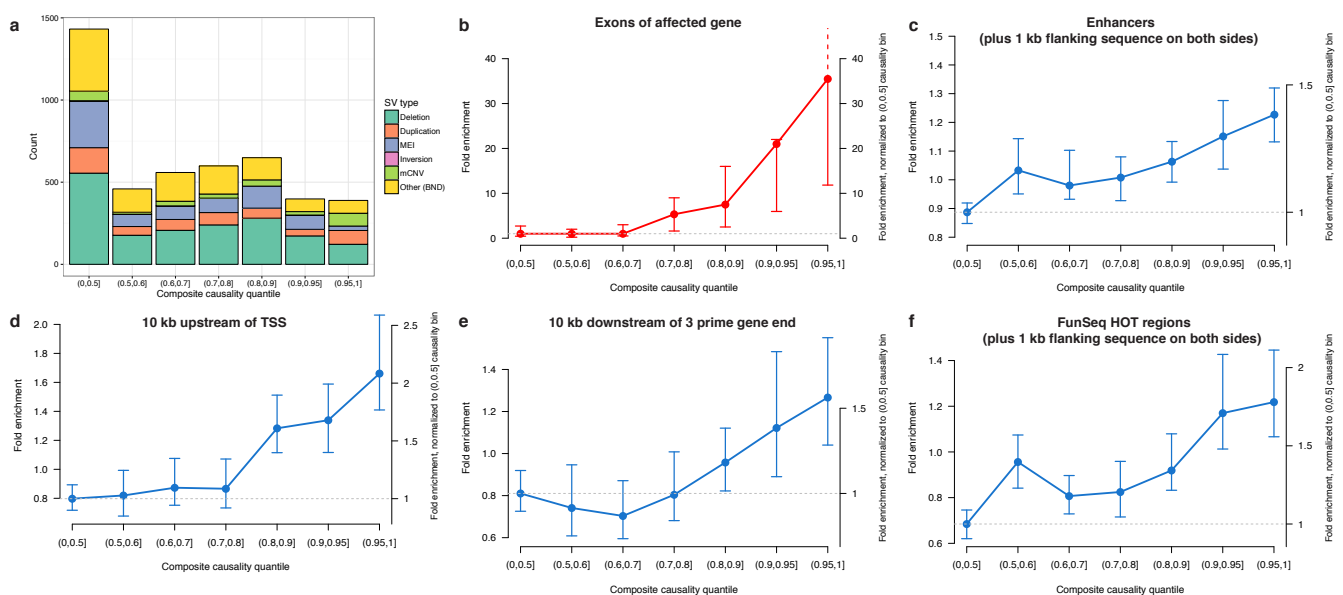 a
1500
1000
500
0
Count
(0,0.5]
(0.5,0.6]
(0.6,0.7]
(0.7,0.8]
(0.8,0.9]
(0.9,0.95]
(0.95,1]
Composite causality quantile
SV type
Deletion
Duplication
MEI
Inversion
mCNV
Other (BND)
b
Exons of affected gene
40
30
20
10
0
Fold enrichment
40
30
20
10
0
Fold enrichment, normalized to (0,0.5] causality bin
(0,0.5]
(0.5,0.6]
(0.6,0.7]
(0.7,0.8]
(0.8,0.9]
(0.9,0.95]
(0.95,1]
Composite causality quantile
c
Enhancers
(plus 1 kb flanking sequence on both sides)
1.5
1.4
1.3
1.2
1.1
1.0
0.9
0.8
Fold enrichment
1.5
1
Fold enrichment, normalized to (0,0.5] causality bin
(0,0.5]
(0.5,0.6]
(0.6,0.7]
(0.7,0.8]
(0.8,0.9]
(0.9,0.95]
(0.95,1]
Composite causality quantile
d
10 kb upstream of TSS
2.0
1.8
1.6
1.4
1.2
1.0
0.8
Fold enrichment
2.5
2
1.5
1
Fold enrichment, normalized to (0,0.5] causality bin
(0,0.5]
(0.5,0.6]
(0.6,0.7]
(0.7,0.8]
(0.8,0.9]
(0.9,0.95]
(0.95,1]
Composite causality quantile
e
10 kb downstream of 3 prime gene end
1.4
1.2
1.0
0.8
0.6
Fold enrichment
1.5
1
Fold enrichment, normalized to (0,0.5] causality bin
(0,0.5]
(0.5,0.6]
(0.6,0.7]
(0.7,0.8]
(0.8,0.9]
(0.9,0.95]
(0.95,1]
Composite causality quantile
f
FunSeq HOT regions
(plus 1 kb flanking sequence on both sides)
1.4
1.2
1.0
0.8
0.6
Fold enrichment
2
1.5
1
Fold enrichment, normalized to (0,0.5] causality bin
(0,0.5]
(0.5,0.6]
(0.6,0.7]
(0.7,0.8]
(0.8,0.9]
(0.9,0.95]
(0.95,1]
Composite causality quantile